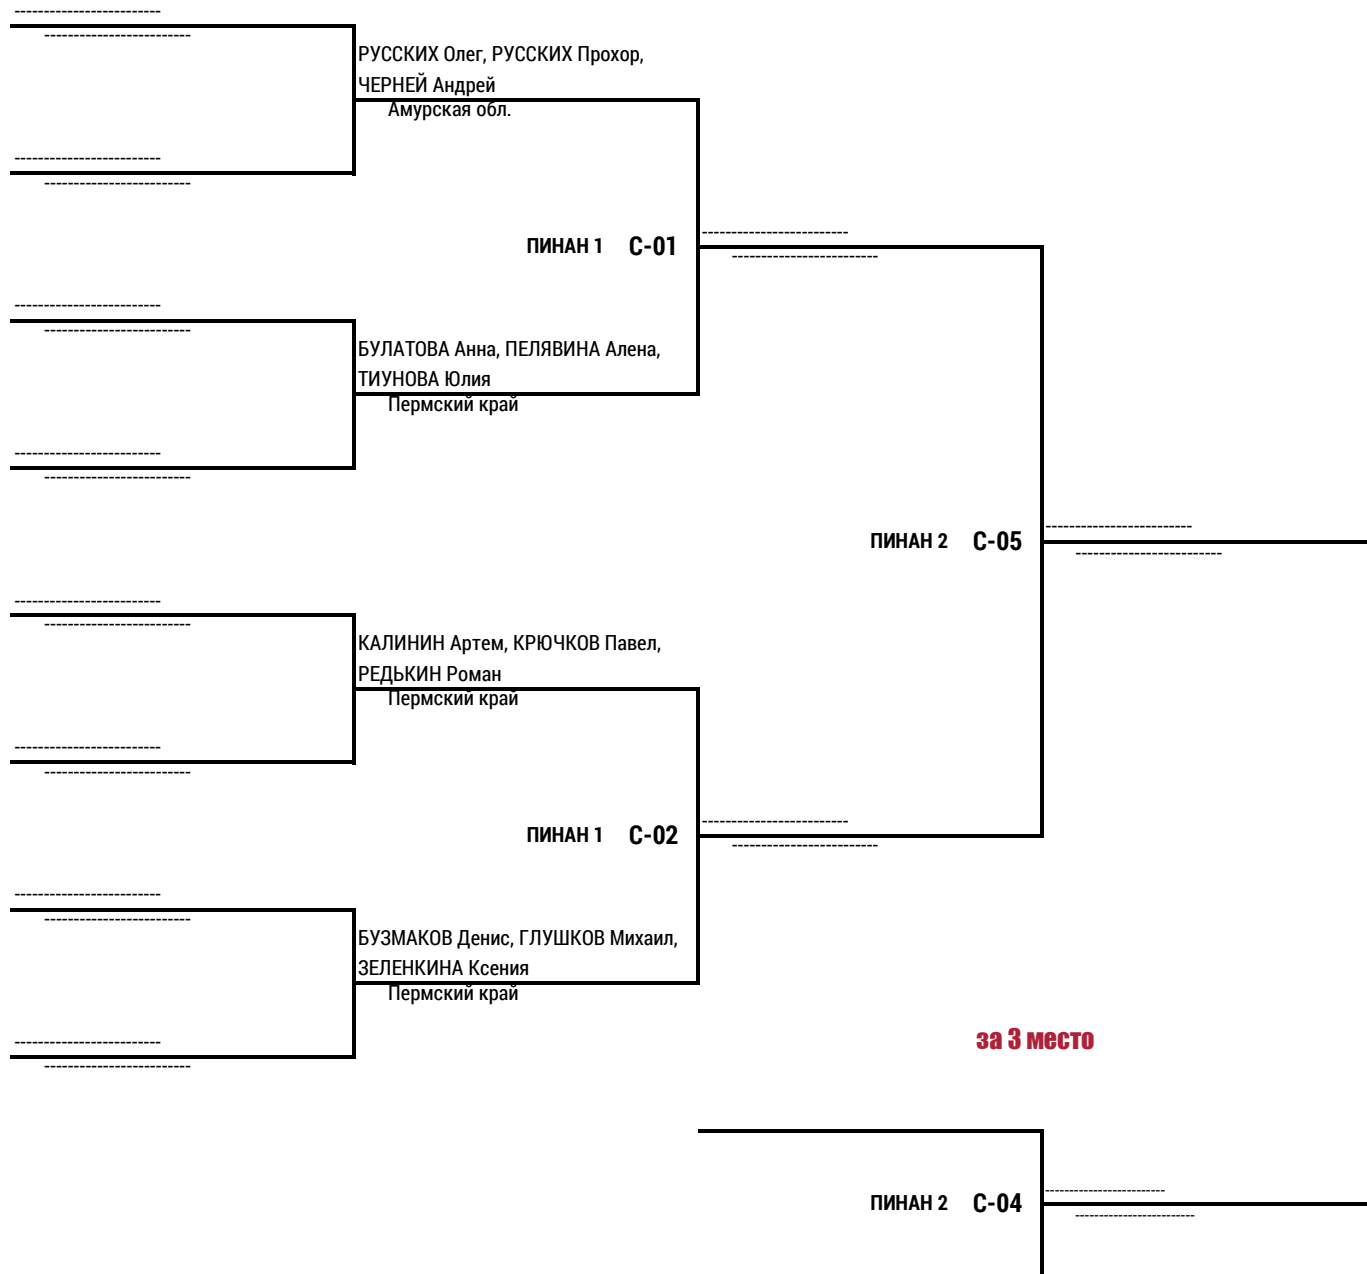 РУССКИХ Олег, РУССКИХ Прохор,
ЧЕРНЕЙ Андрей
Амурская обл.
ПИНАН 1 С-01
БУЛАТОВА Анна, ПЕЛЯВИНА Алена,
ТИУНОВА Юлия
Пермский край
ПИНАН 2 С-05
КАЛИНИН Артем, КРЮЧКОВ Павел,
РЕДЬКИН Роман
Пермский край
ПИНАН 1 С-02
БУЗМАКОВ Денис, ГЛУШКОВ Михаил,
ЗЕЛЕНКИНА Ксения
Пермский край
за 3 место
ПИНАН 2 С-04